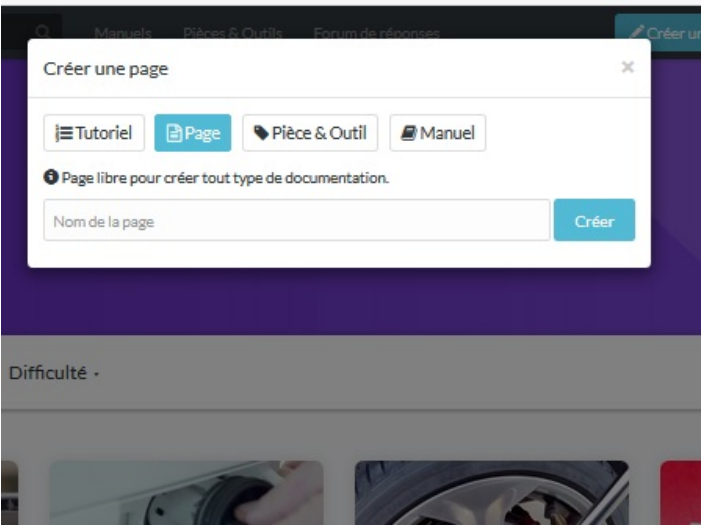 Manuels Pièces & Outils Forum de réponses Créer un
Créer une page ×
Tutoriel Page Pièce & Outil Manuel
Page libre pour créer tout type de documentation.
Nom de la page Créer
Difficulté